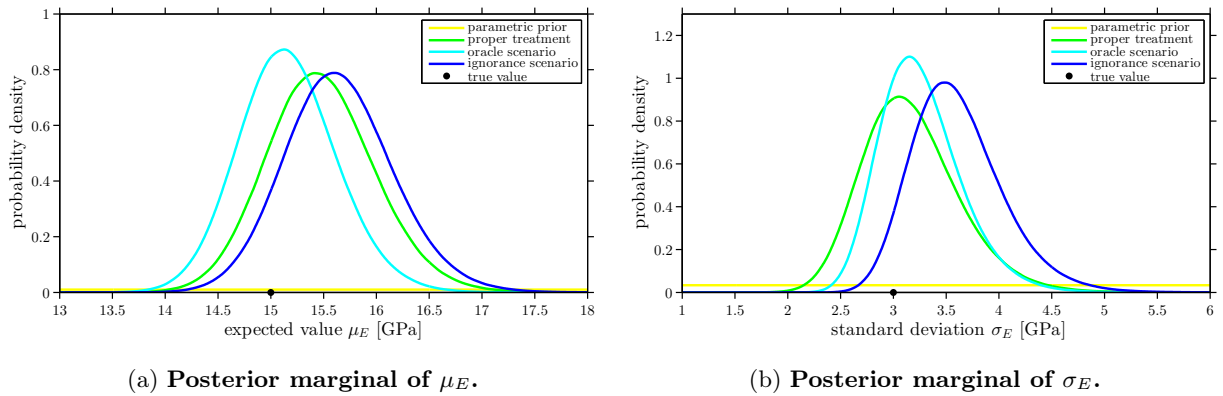 probability density
1
0.8
0.6
0.4
0.2
0
13
13.5
14
14.5
15
15.5
16
16.5
17
17.5
18
expected value μ_E [GPa]
parametric prior
proper treatment
oracle scenario
ignorance scenario
true value
(a) Posterior marginal of μ_E.
probability density
1.2
1
0.8
0.6
0.4
0.2
0
1
1.5
2
2.5
3
3.5
4
4.5
5
5.5
6
standard deviation σ_E [GPa]
parametric prior
proper treatment
oracle scenario
ignorance scenario
true value
(b) Posterior marginal of σ_E.